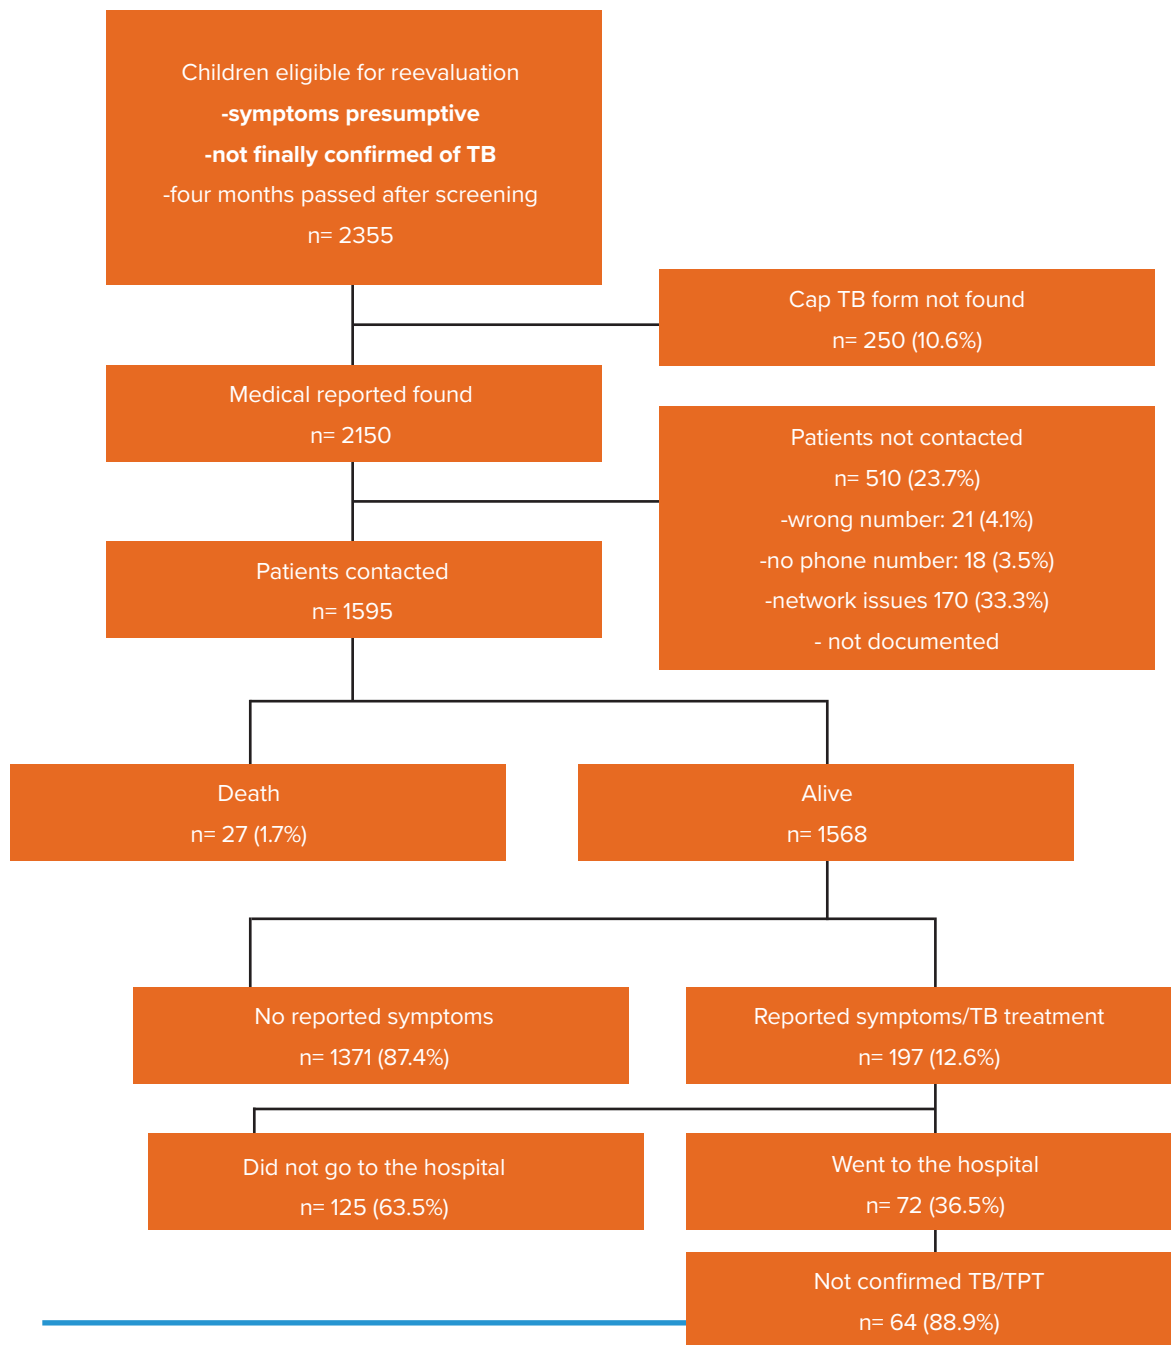 Children eligible for reevaluation
-symptoms presumptive
-not finally confirmed of TB
-four months passed after screening
n= 2355
Cap TB form not found
n= 250 (10.6%)
Medical reported found
n= 2150
Patients not contacted
n= 510 (23.7%)
-wrong number: 21 (4.1%)
-no phone number: 18 (3.5%)
-network issues 170 (33.3%)
- not documented
Patients contacted
n= 1595
Death
n= 27 (1.7%)
Alive
n= 1568
No reported symptoms
n= 1371 (87.4%)
Reported symptoms/TB treatment
n= 197 (12.6%)
Did not go to the hospital
n= 125 (63.5%)
Went to the hospital
n= 72 (36.5%)
Not confirmed TB/TPT
n= 64 (88.9%)